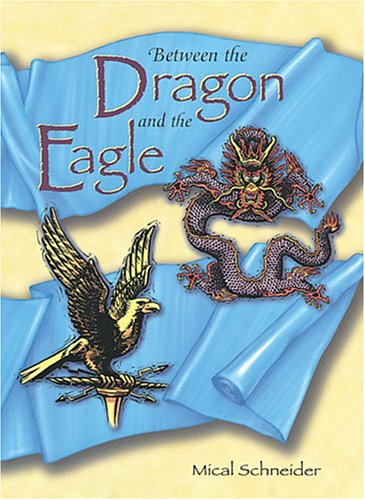 Between the
Dragon
and the
Eagle
Mical Schneider